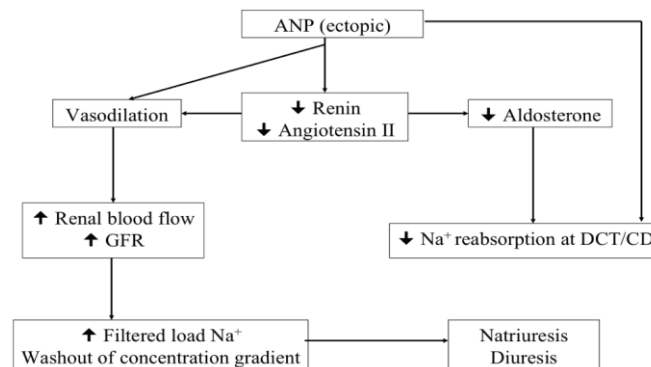 ANP (ectopic)
Vasodilation
🡇 Renin
🡇 Angiotensin II
🡇 Aldosterone
🡅 Renal blood flow
🡅 GFR
🡇 Na⁺ reabsorption at DCT/CD
🡅 Filtered load Na⁺
Washout of concentration gradient
Natriuresis
Diuresis